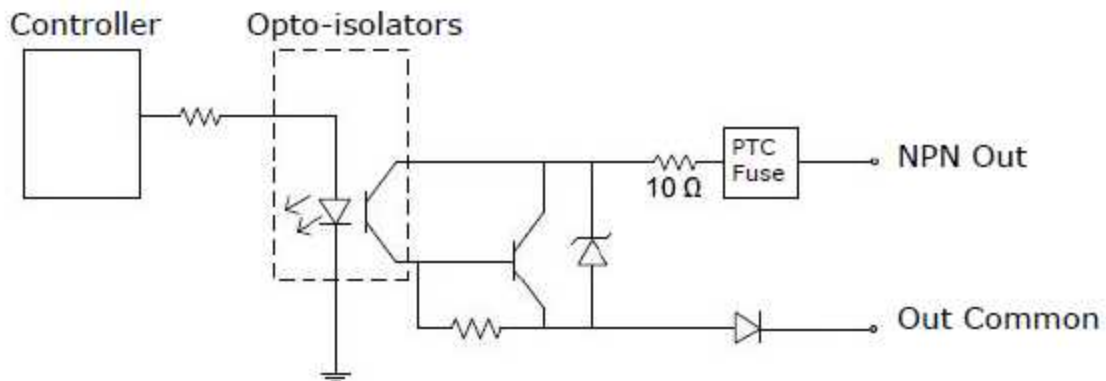 Controller
Opto-isolators
PTC
Fuse
10 Ω
NPN Out
Out Common